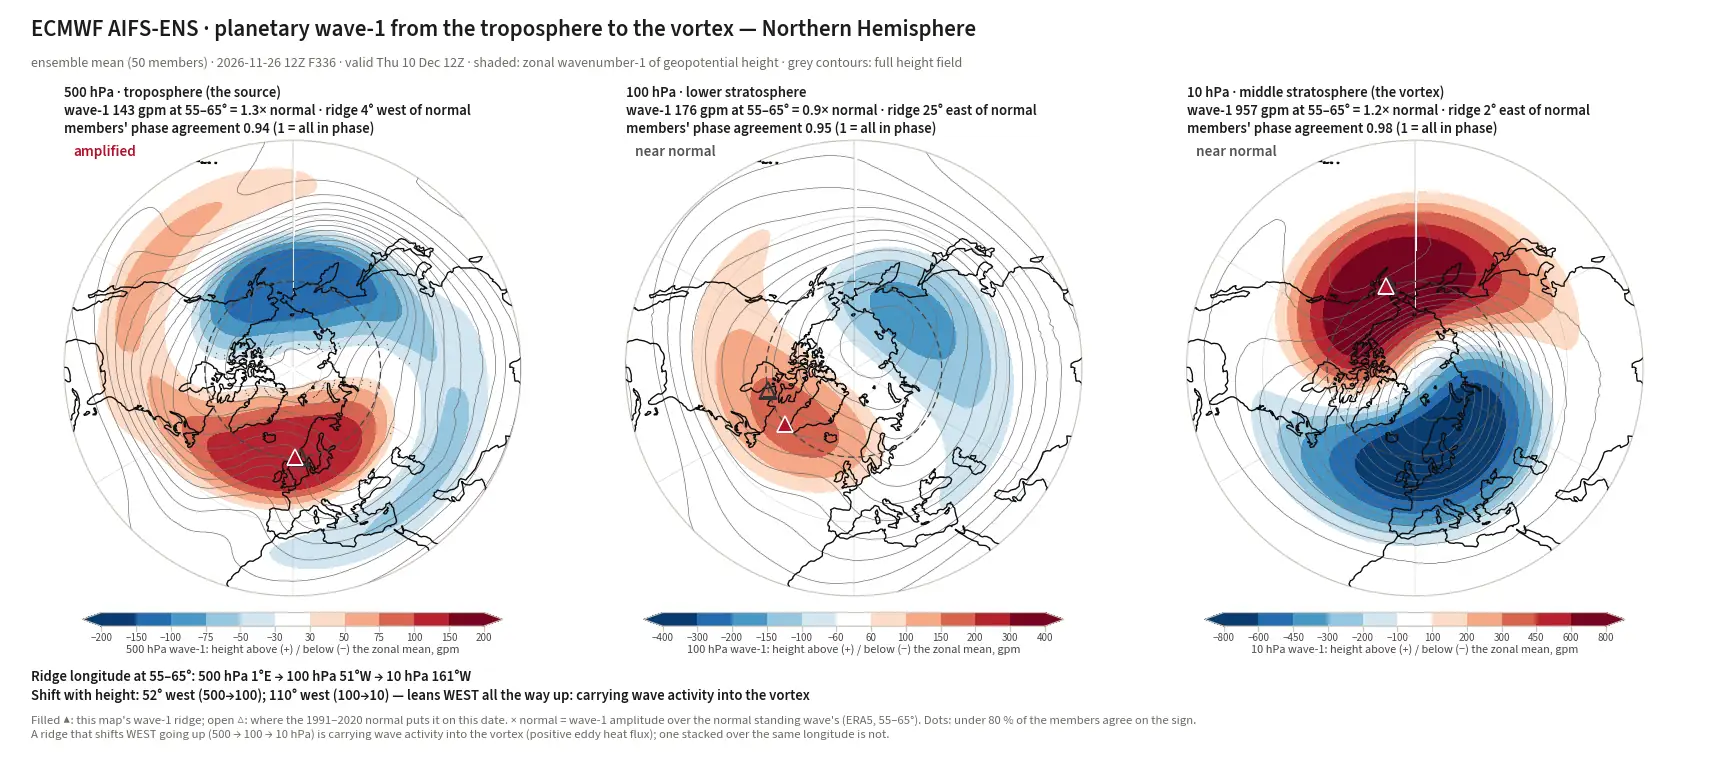 ECMWF AIFS-ENS · planetary wave-1 from the troposphere to the vortex — Northern Hemisphere
ensemble mean (50 members) · 2026-11-26 12Z F336 · valid Thu 10 Dec 12Z · shaded: zonal wavenumber-1 of geopotential height · grey contours: full height field
500 hPa · troposphere (the source)
wave-1 143 gpm at 55–65° = 1.3× normal · ridge 4° west of normal
members' phase agreement 0.94 (1 = all in phase)
amplified
100 hPa · lower stratosphere
wave-1 176 gpm at 55–65° = 0.9× normal · ridge 25° east of normal
members' phase agreement 0.95 (1 = all in phase)
near normal
10 hPa · middle stratosphere (the vortex)
wave-1 957 gpm at 55–65° = 1.2× normal · ridge 2° east of normal
members' phase agreement 0.98 (1 = all in phase)
near normal
−200 −150 −100 −75 −50 −30 30 50 75 100 150 200
500 hPa wave-1: height above (+) / below (−) the zonal mean, gpm
−400 −300 −200 −150 −100 −60 60 100 150 200 300 400
100 hPa wave-1: height above (+) / below (−) the zonal mean, gpm
−800 −600 −450 −300 −200 −100 100 200 300 450 600 800
10 hPa wave-1: height above (+) / below (−) the zonal mean, gpm
Ridge longitude at 55–65°: 500 hPa 1°E → 100 hPa 51°W → 10 hPa 161°W
Shift with height: 52° west (500→100); 110° west (100→10) — leans WEST all the way up: carrying wave activity into the vortex
Filled ▲: this map's wave-1 ridge; open △: where the 1991–2020 normal puts it on this date. × normal = wave-1 amplitude over the normal standing wave's (ERA5, 55–65°). Dots: under 80 % of the members agree on the sign.
A ridge that shifts WEST going up (500 → 100 → 10 hPa) is carrying wave activity into the vortex (positive eddy heat flux); one stacked over the same longitude is not.